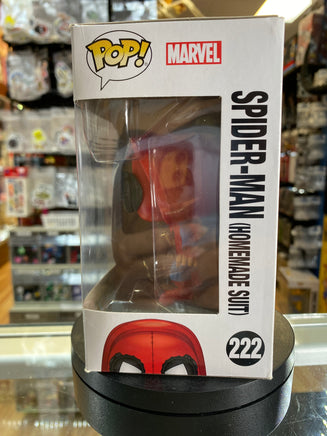 POP!
MARVEL
SPIDER-MAN (HOMEMADE SUIT)
222